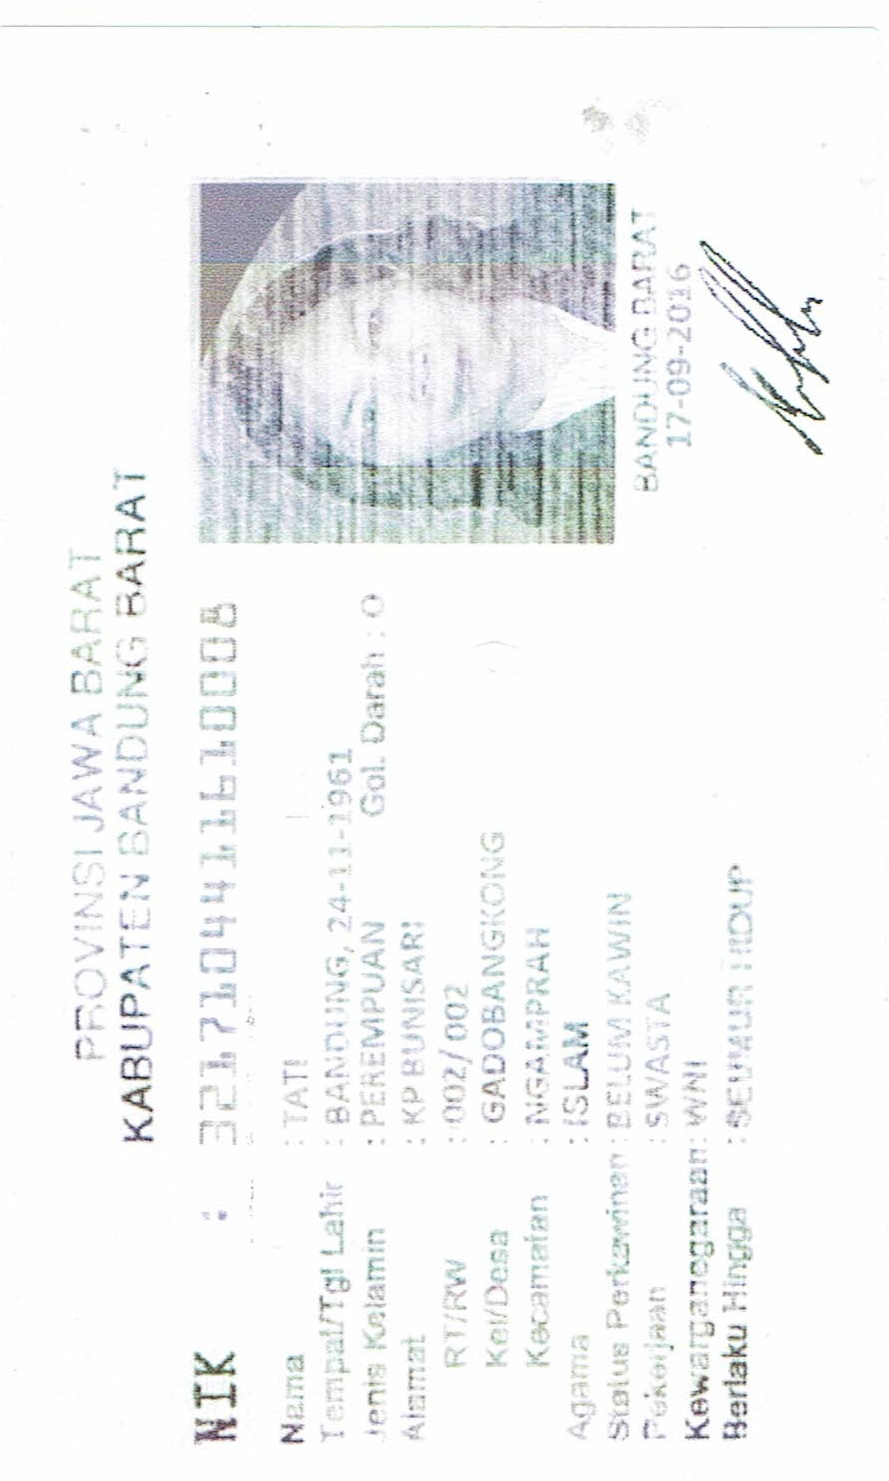 PROVINSI JAWA BARAT
KABUPATEN BANDUNG BARAT
NIK : 3217104411610008
Nama : TATI
Tempat/Tgl Lahir : BANDUNG, 24-11-1961
Jenis Kelamin : PEREMPUAN Gol. Darah : O
Alamat : KP BUNISARI
RT/RW : 002/002
Kel/Desa : GADOBANGKONG
Kecamatan : NGAMPRAH
Agama : ISLAM
Status Perkawinan : BELUM KAWIN
Pekerjaan : SWASTA
Kewarganegaraan : WNI
Berlaku Hingga : SEUMUR HIDUP
BANDUNG BARAT
17-09-2016